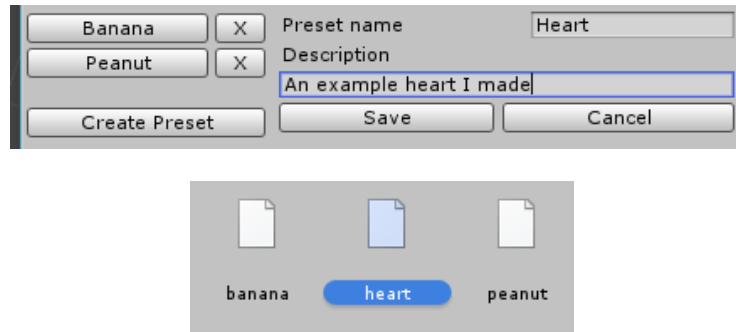 Banana X Preset name Heart
Peanut X Description
An example heart I made
Create Preset Save Cancel
banana heart peanut